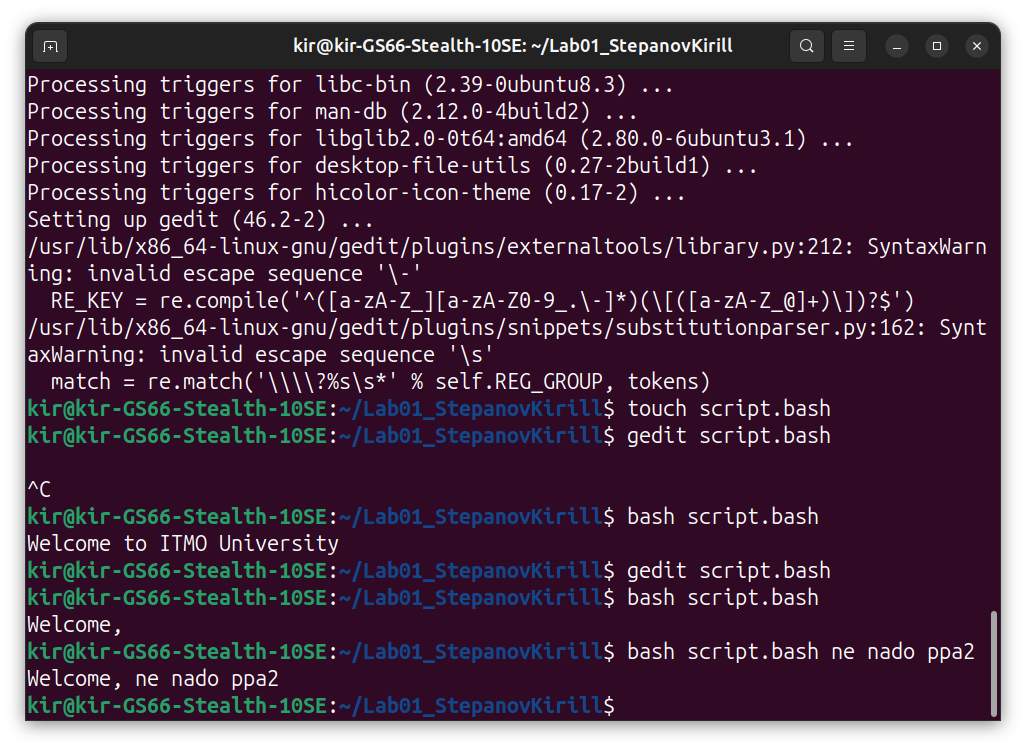 kir@kir-GS66-Stealth-10SE: ~/Lab01_StepanovKirill
Processing triggers for libc-bin (2.39-0ubuntu8.3) ...
Processing triggers for man-db (2.12.0-4build2) ...
Processing triggers for libglib2.0-0t64:amd64 (2.80.0-6ubuntu3.1) ...
Processing triggers for desktop-file-utils (0.27-2build1) ...
Processing triggers for hicolor-icon-theme (0.17-2) ...
Setting up gedit (46.2-2) ...
/usr/lib/x86_64-linux-gnu/gedit/plugins/externaltools/library.py:212: SyntaxWarn
ing: invalid escape sequence '\-'
  RE_KEY = re.compile('^([a-zA-Z_][a-zA-Z0-9_.\-]*)(\[([a-zA-Z_@]+)\])?$')
/usr/lib/x86_64-linux-gnu/gedit/plugins/snippets/substitutionparser.py:162: Synt
axWarning: invalid escape sequence '\s'
  match = re.match('\\\\?%s\s*' % self.REG_GROUP, tokens)
kir@kir-GS66-Stealth-10SE:~/Lab01_StepanovKirill$ touch script.bash
kir@kir-GS66-Stealth-10SE:~/Lab01_StepanovKirill$ gedit script.bash
^C
kir@kir-GS66-Stealth-10SE:~/Lab01_StepanovKirill$ bash script.bash
Welcome to ITMO University
kir@kir-GS66-Stealth-10SE:~/Lab01_StepanovKirill$ gedit script.bash
kir@kir-GS66-Stealth-10SE:~/Lab01_StepanovKirill$ bash script.bash
Welcome,
kir@kir-GS66-Stealth-10SE:~/Lab01_StepanovKirill$ bash script.bash ne nado ppa2
Welcome, ne nado ppa2
kir@kir-GS66-Stealth-10SE:~/Lab01_StepanovKirill$